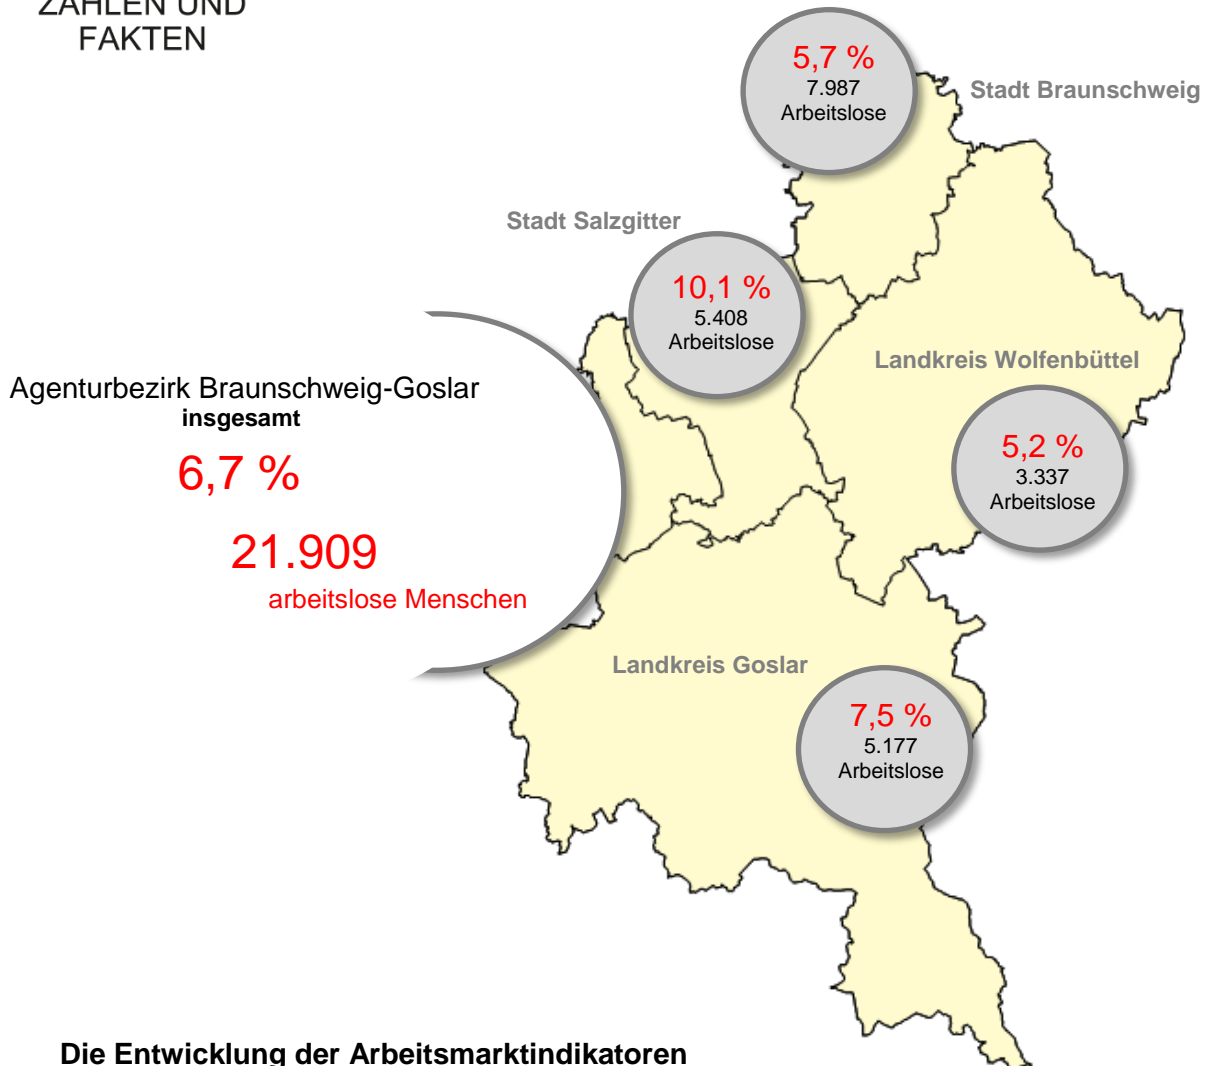 ZAHLEN UND
FAKTEN
5,7 %
7.987
Arbeitslose
Stadt Braunschweig
Stadt Salzgitter
10,1 %
5.408
Arbeitslose
Landkreis Wolfenbüttel
5,2 %
3.337
Arbeitslose
Agenturbezirk Braunschweig-Goslar
insgesamt
6,7 %
21.909
arbeitslose Menschen
Landkreis Goslar
7,5 %
5.177
Arbeitslose
Die Entwicklung der Arbeitsmarktindikatoren